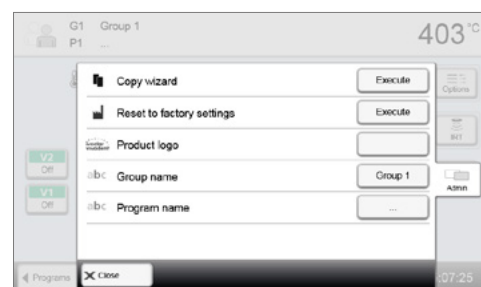 G1 Group 1
P1 ...
403°C
Copy wizard Execute
Reset to factory settings Execute
Options
Product logo
IRT
V2
Off
abc Group name Group 1
Admin
V1
Off
abc Program name ...
Programs
Close
:07:25